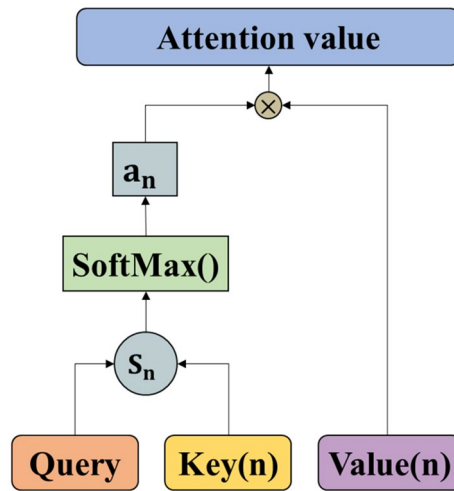 Attention value
×
aₙ
SoftMax()
Sₙ
Query
Key(n)
Value(n)